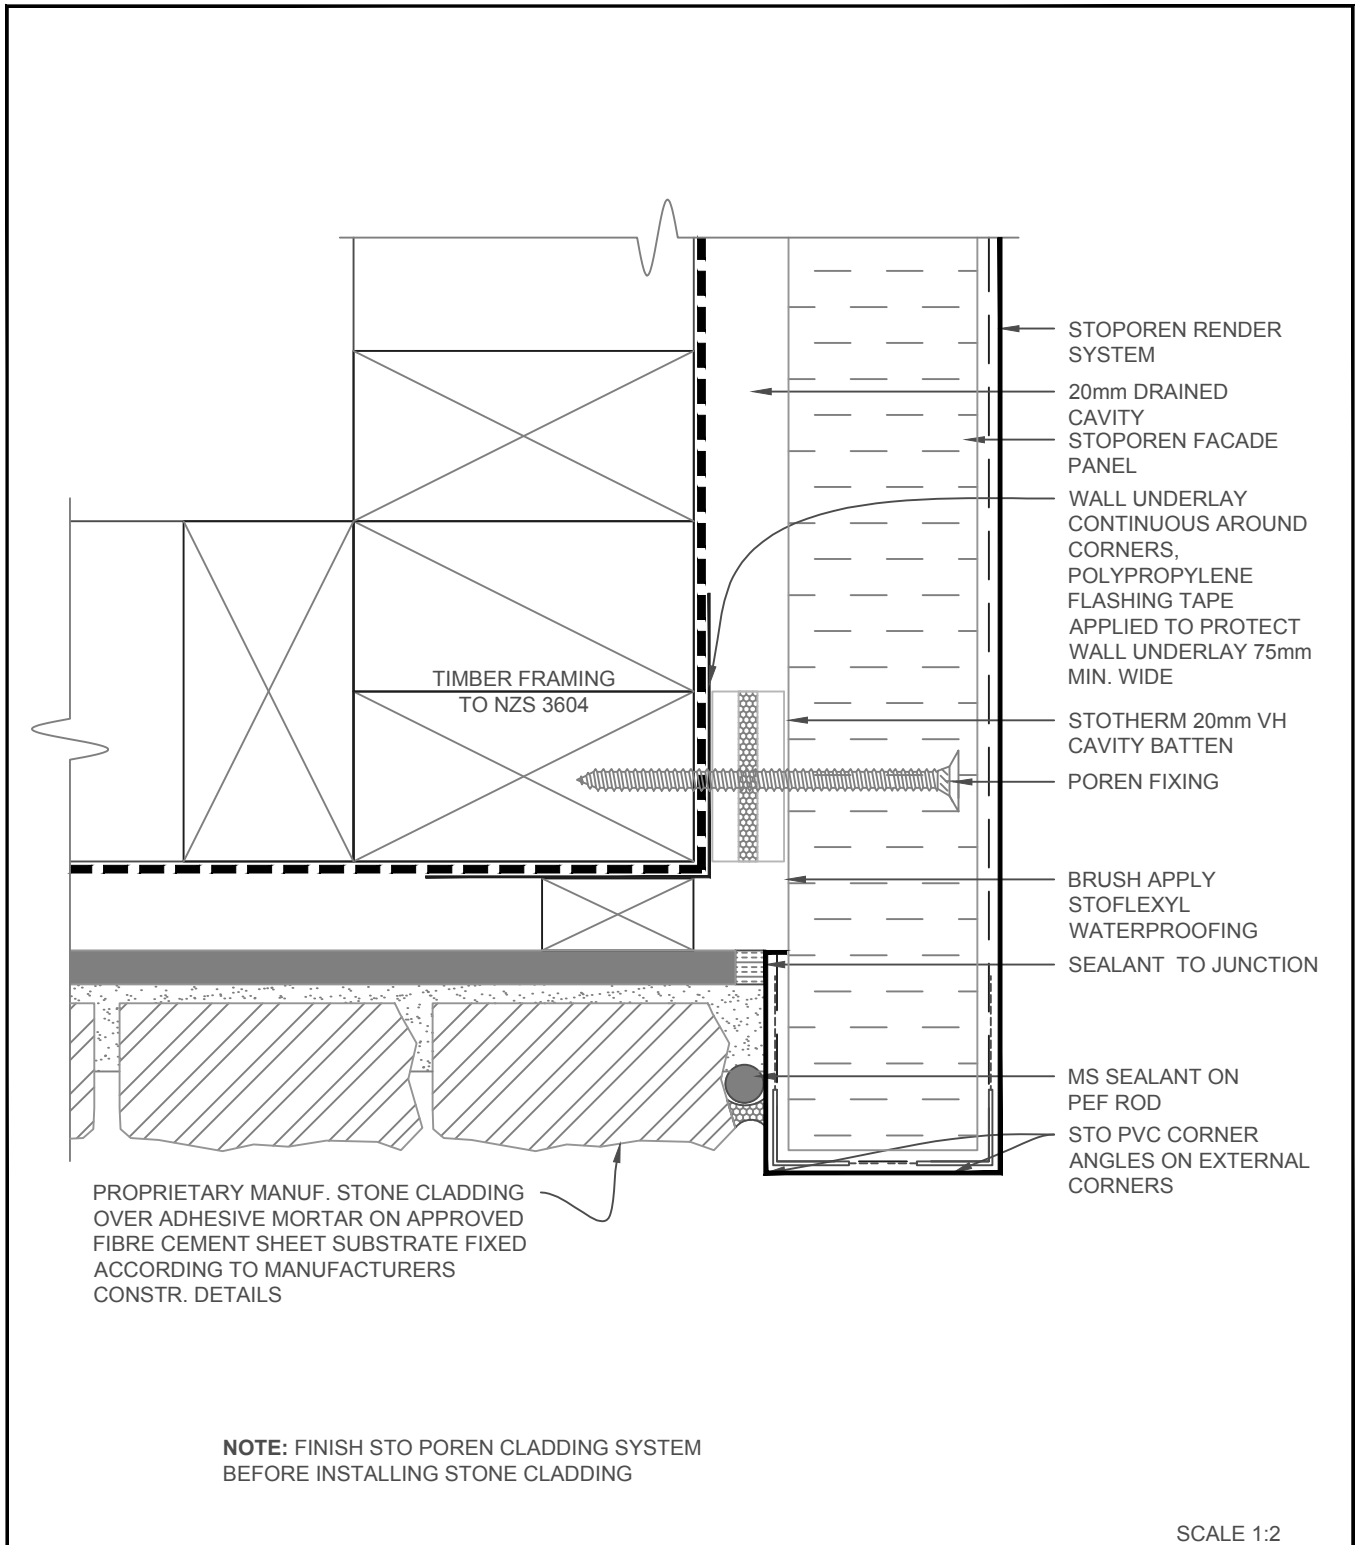 STOPOREN RENDER
SYSTEM
20mm DRAINED
CAVITY
STOPOREN FACADE
PANEL
WALL UNDERLAY
CONTINUOUS AROUND
CORNERS,
POLYPROPYLENE
FLASHING TAPE
APPLIED TO PROTECT
WALL UNDERLAY 75mm
MIN. WIDE
TIMBER FRAMING
TO NZS 3604
STOTHERM 20mm VH
CAVITY BATTEN
POREN FIXING
BRUSH APPLY
STOFLEXYL
WATERPROOFING
SEALANT TO JUNCTION
MS SEALANT ON
PEF ROD
STO PVC CORNER
ANGLES ON EXTERNAL
CORNERS
PROPRIETARY MANUF. STONE CLADDING
OVER ADHESIVE MORTAR ON APPROVED
FIBRE CEMENT SHEET SUBSTRATE FIXED
ACCORDING TO MANUFACTURERS
CONSTR. DETAILS
NOTE: FINISH STO POREN CLADDING SYSTEM
BEFORE INSTALLING STONE CLADDING
SCALE 1:2